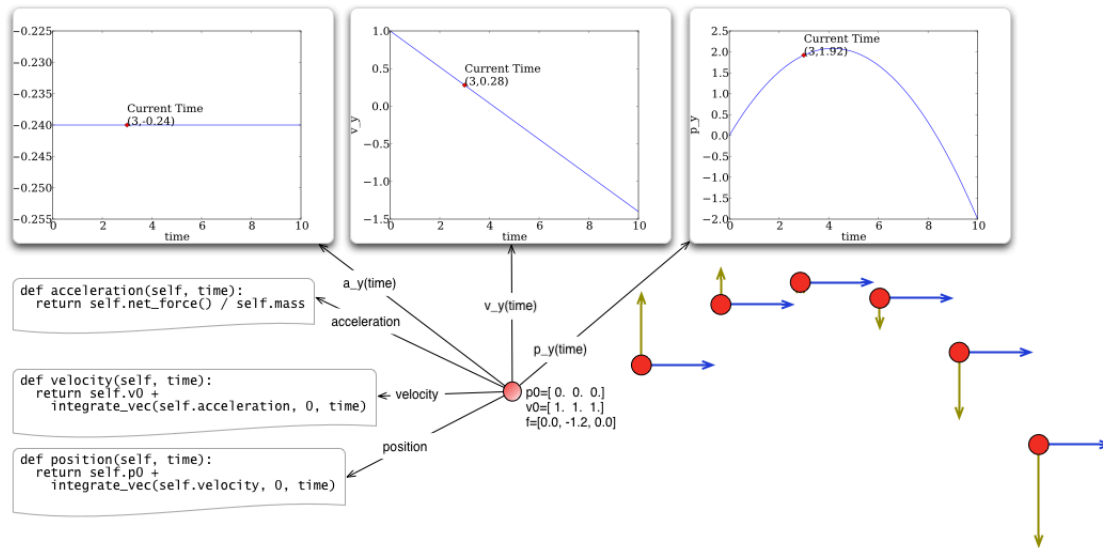 -0.225
-0.230
-0.235
-0.240
-0.245
-0.250
-0.255
Current Time
(3,-0.24)
0 2 4 6 8 10
time
1.0
0.5
0.0
-0.5
-1.0
-1.5
v_y
Current Time
(3,0.28)
0 2 4 6 8 10
time
2.5
2.0
1.5
1.0
0.5
0.0
-0.5
-1.0
-1.5
-2.0
p_y
Current Time
(3,1.92)
0 2 4 6 8 10
time
a_y(time)
v_y(time)
p_y(time)
def acceleration(self, time):
  return self.net_force() / self.mass
acceleration
def velocity(self, time):
  return self.v0 +
    integrate_vec(self.acceleration, 0, time)
velocity
p0=[ 0. 0. 0.]
v0=[ 1. 1. 1.]
f=[0.0, -1.2, 0.0]
position
def position(self, time):
  return self.p0 +
    integrate_vec(self.velocity, 0, time)